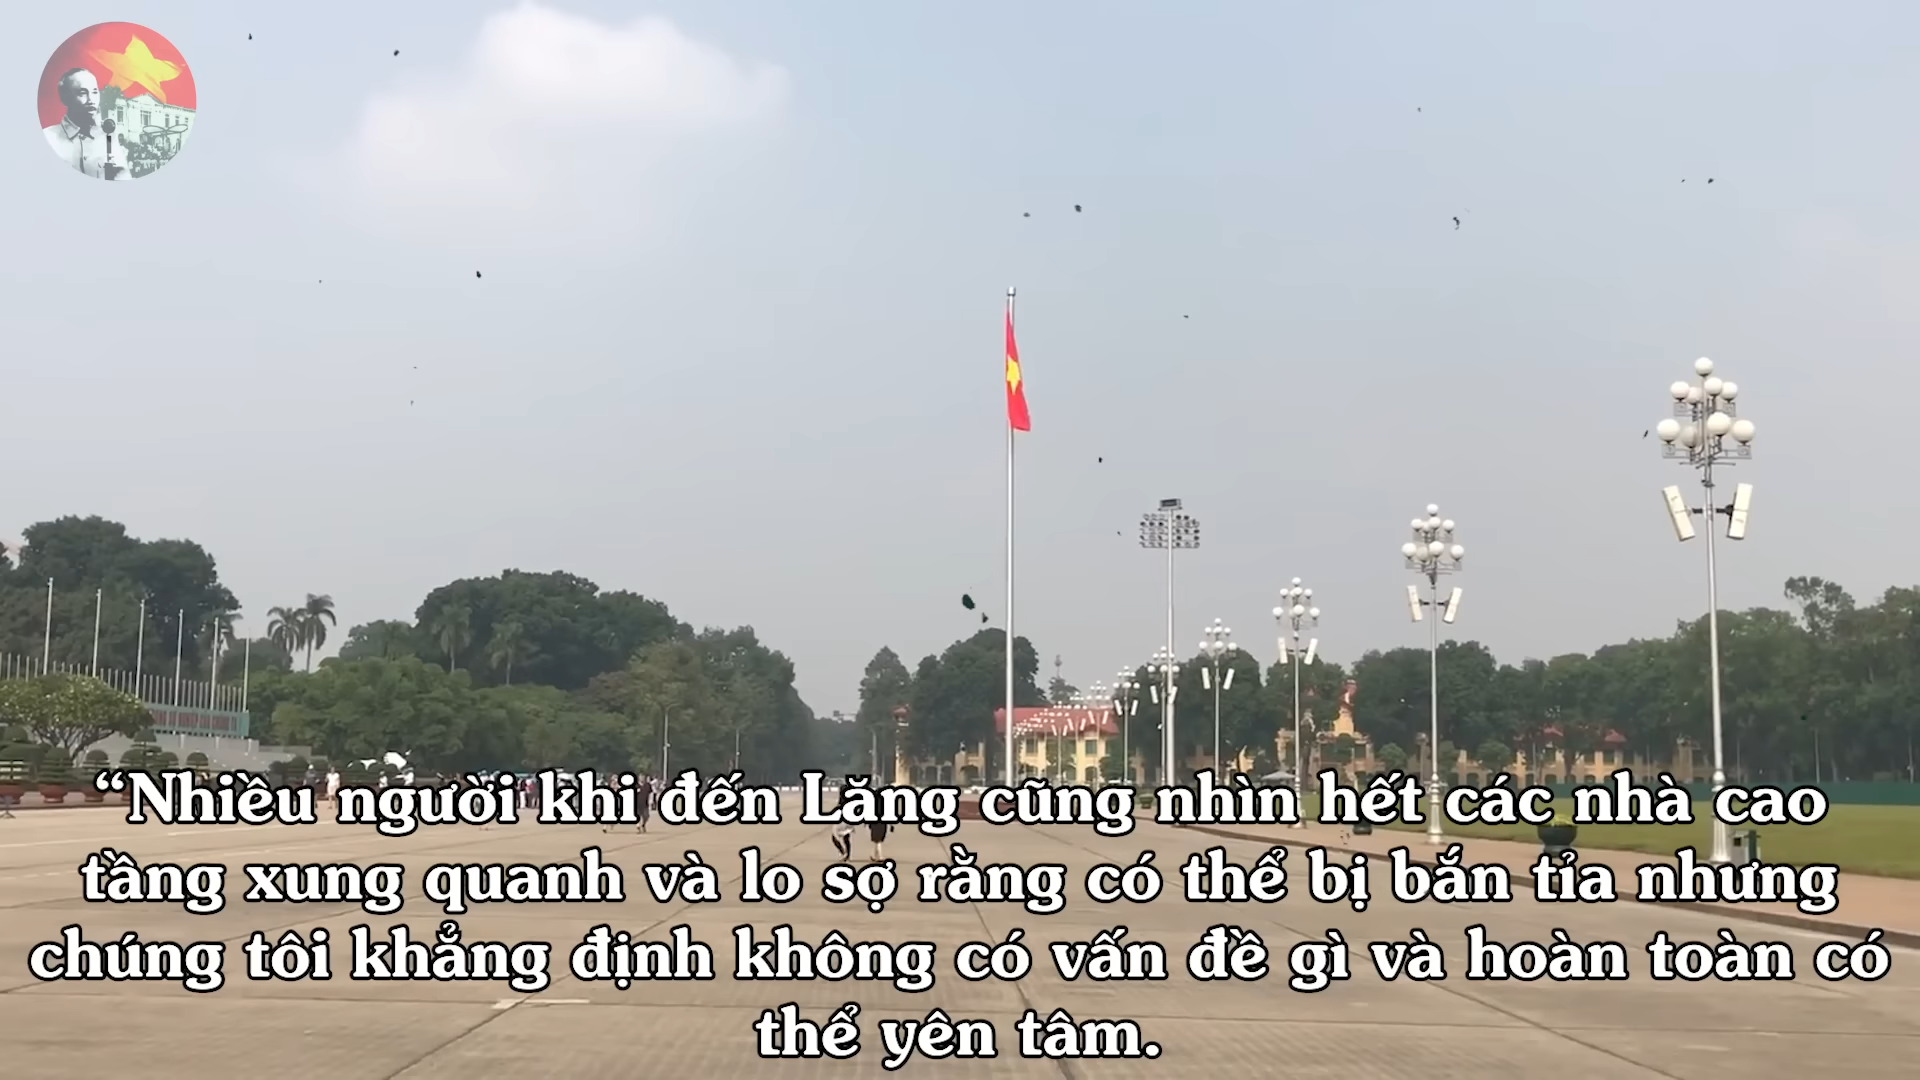 “Nhiều người khi đến Lăng cũng nhìn hết các nhà cao
tầng xung quanh và lo sợ rằng có thể bị bắn tỉa nhưng
chúng tôi khẳng định không có vấn đề gì và hoàn toàn có
thể yên tâm.